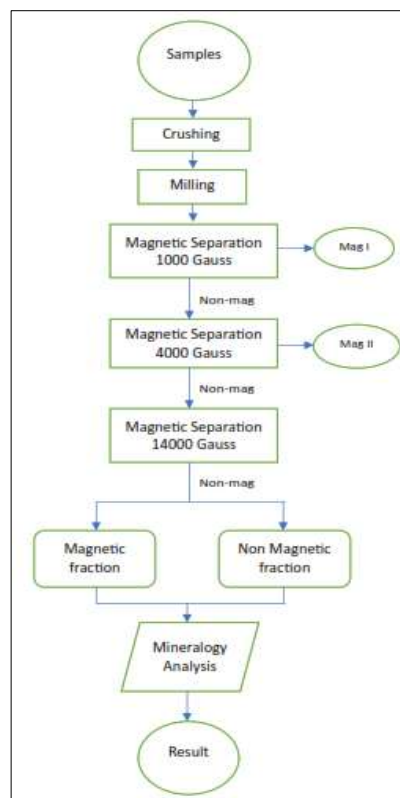 Samples
Crushing
Milling
Magnetic Separation
1000 Gauss
Mag I
Non-mag
Magnetic Separation
4000 Gauss
Mag II
Non-mag
Magnetic Separation
14000 Gauss
Non-mag
Magnetic
fraction
Non Magnetic
fraction
Mineralogy
Analysis
Result